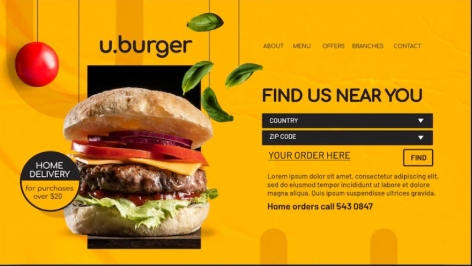 u.burger
ABOUT MENU OFFERS BRANCHES CONTACT
FIND US NEAR YOU
COUNTRY
ZIP CODE
YOUR ORDER HERE
FIND
HOME
DELIVERY
for purchases
over $20
Lorem ipsum dolor sit amet, consectetur adipiscing elit,
sed do eiusmod tempor incididunt ut labore et dolore
magna aliqua. Quis ipsum suspendisse ultrices gravida.
Home orders call 543 0847